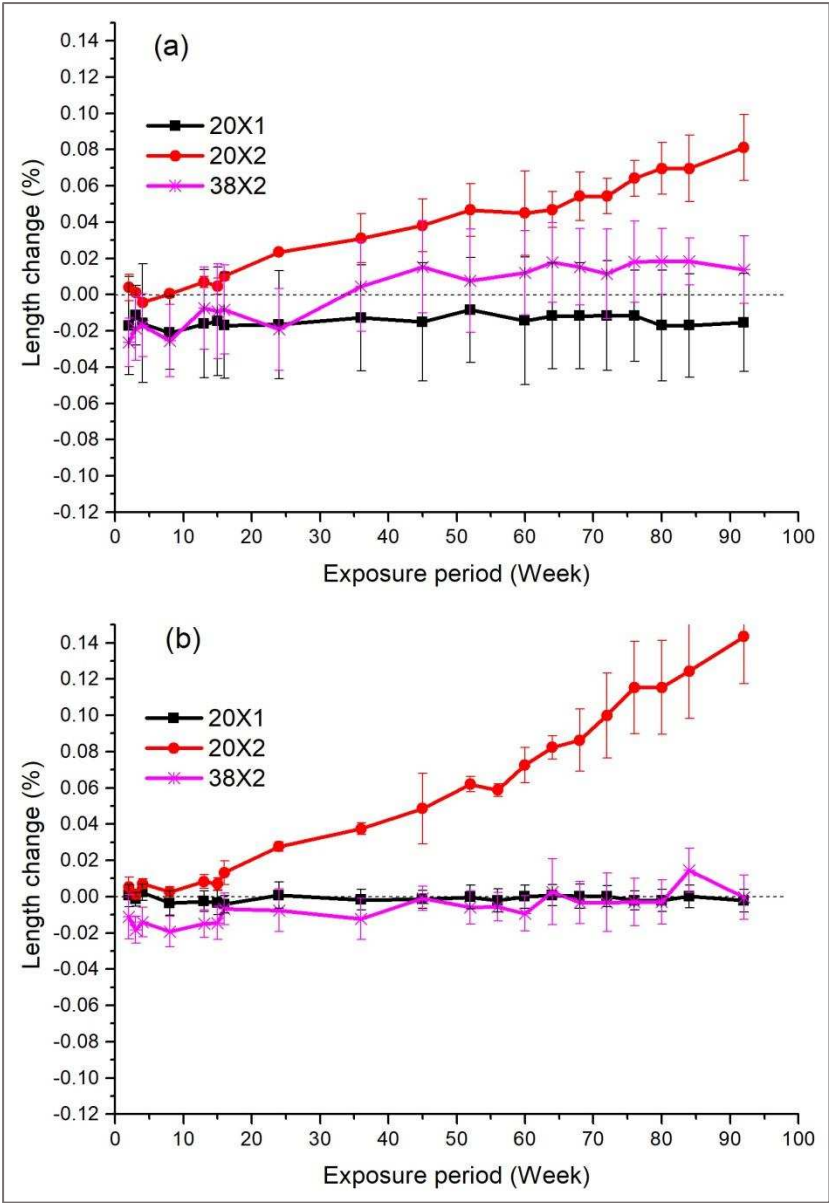 (a)
20X1
20X2
38X2
Length change (%)
0.14
0.12
0.10
0.08
0.06
0.04
0.02
0.00
-0.02
-0.04
-0.06
-0.08
-0.10
-0.12
0 10 20 30 40 50 60 70 80 90 100
Exposure period (Week)
(b)
20X1
20X2
38X2
Length change (%)
0.14
0.12
0.10
0.08
0.06
0.04
0.02
0.00
-0.02
-0.04
-0.06
-0.08
-0.10
-0.12
0 10 20 30 40 50 60 70 80 90 100
Exposure period (Week)